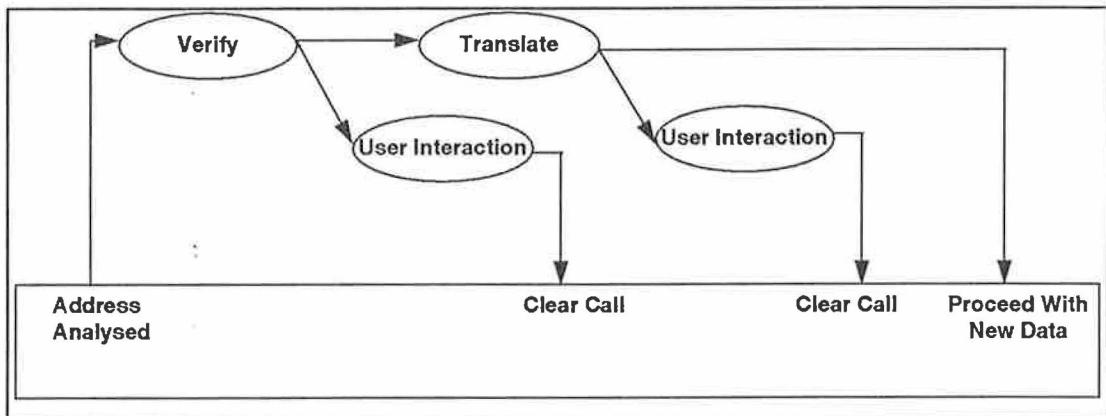 Verify
Translate
User Interaction
User Interaction
Address
Analysed
Clear Call
Clear Call
Proceed With
New Data